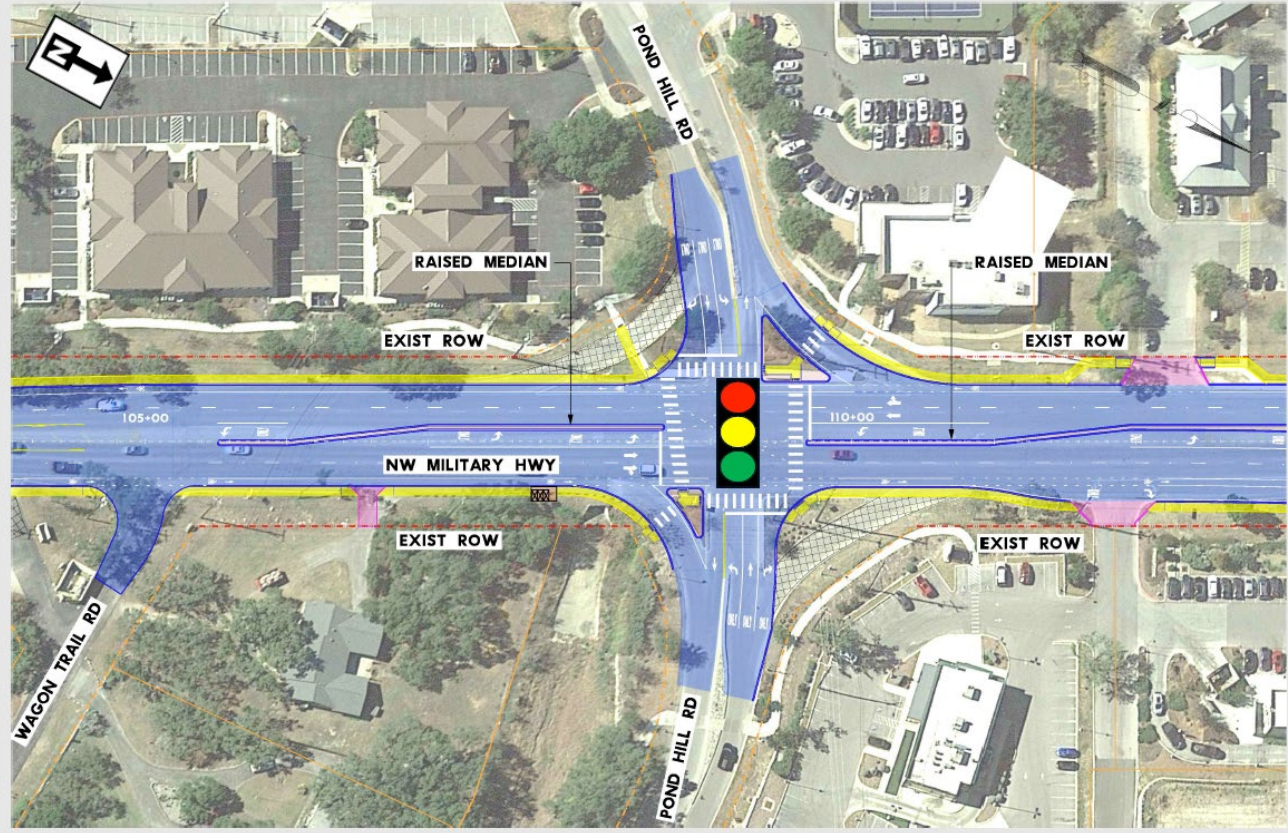 N
POND HILL RD
RAISED MEDIAN
RAISED MEDIAN
EXIST ROW
EXIST ROW
105+00
110+00
NW MILITARY HWY
EXIST ROW
EXIST ROW
WAGON TRAIL RD
POND HILL RD